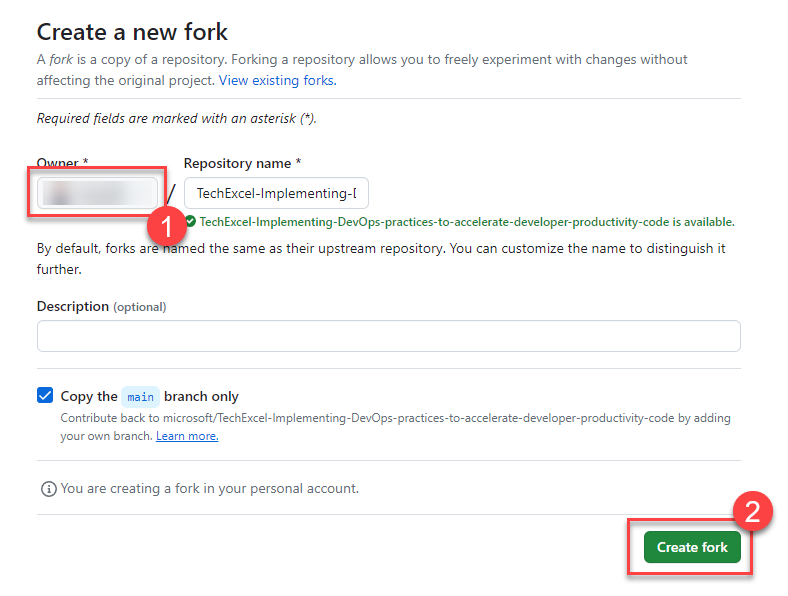 Create a new fork
A fork is a copy of a repository. Forking a repository allows you to freely experiment with changes without
affecting the original project. View existing forks.
Required fields are marked with an asterisk (*).
Owner * Repository name *
/ TechExcel-Implementing-D
1
TechExcel-Implementing-DevOps-practices-to-accelerate-developer-productivity-code is available.
By default, forks are named the same as their upstream repository. You can customize the name to distinguish it
further.
Description (optional)
Copy the main branch only
Contribute back to microsoft/TechExcel-Implementing-DevOps-practices-to-accelerate-developer-productivity-code by adding
your own branch. Learn more.
You are creating a fork in your personal account.
2
Create fork